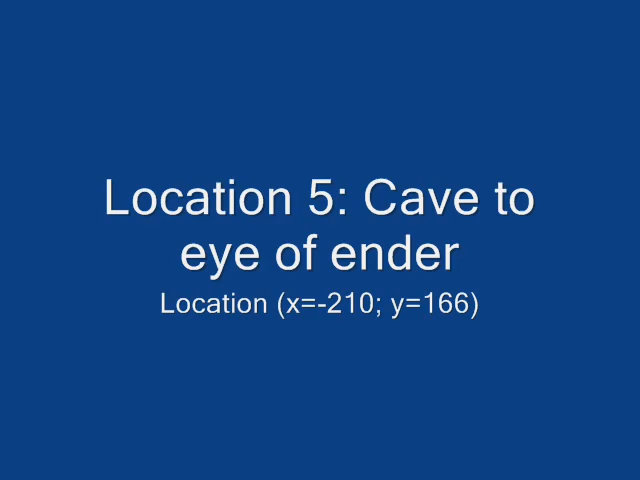 Location 5: Cave to
eye of ender
Location (x=-210; y=166)